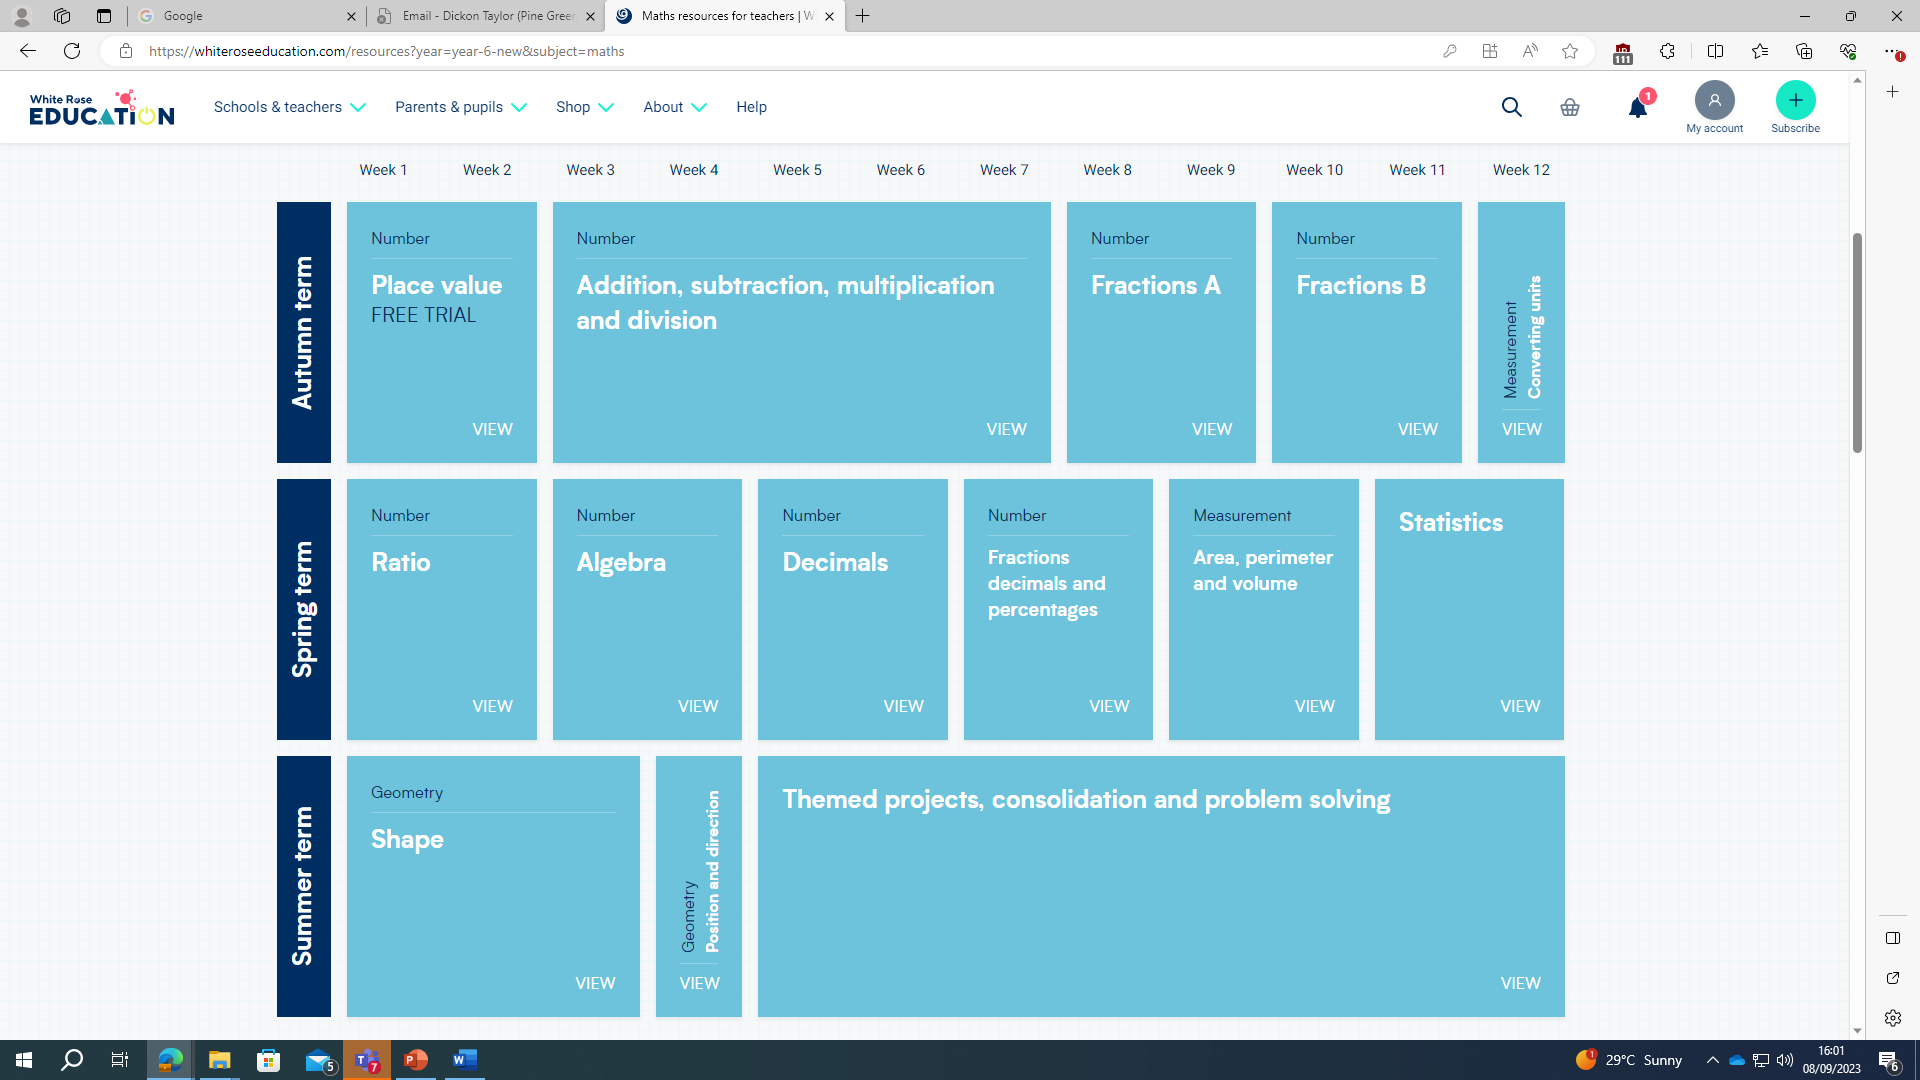 Google
Email - Dickon Taylor (Pine Green
Maths resources for teachers | W
https://whiteroseeducation.com/resources?year=year-6-new&subject=maths
111
White Rose
EDUCATION
Schools & teachers
Parents & pupils
Shop
About
Help
1
My account
Subscribe
Week 1
Week 2
Week 3
Week 4
Week 5
Week 6
Week 7
Week 8
Week 9
Week 10
Week 11
Week 12
Autumn term
Number
Place value
FREE TRIAL
VIEW
Number
Addition, subtraction, multiplication
and division
VIEW
Number
Fractions A
VIEW
Number
Fractions B
VIEW
Measurement
Converting units
VIEW
Spring term
Number
Ratio
VIEW
Number
Algebra
VIEW
Number
Decimals
VIEW
Number
Fractions
decimals and
percentages
VIEW
Measurement
Area, perimeter
and volume
VIEW
Statistics
VIEW
Summer term
Geometry
Shape
VIEW
Geometry
Position and direction
VIEW
Themed projects, consolidation and problem solving
VIEW
5
7
1
29°C Sunny
16:01
08/09/2023
6